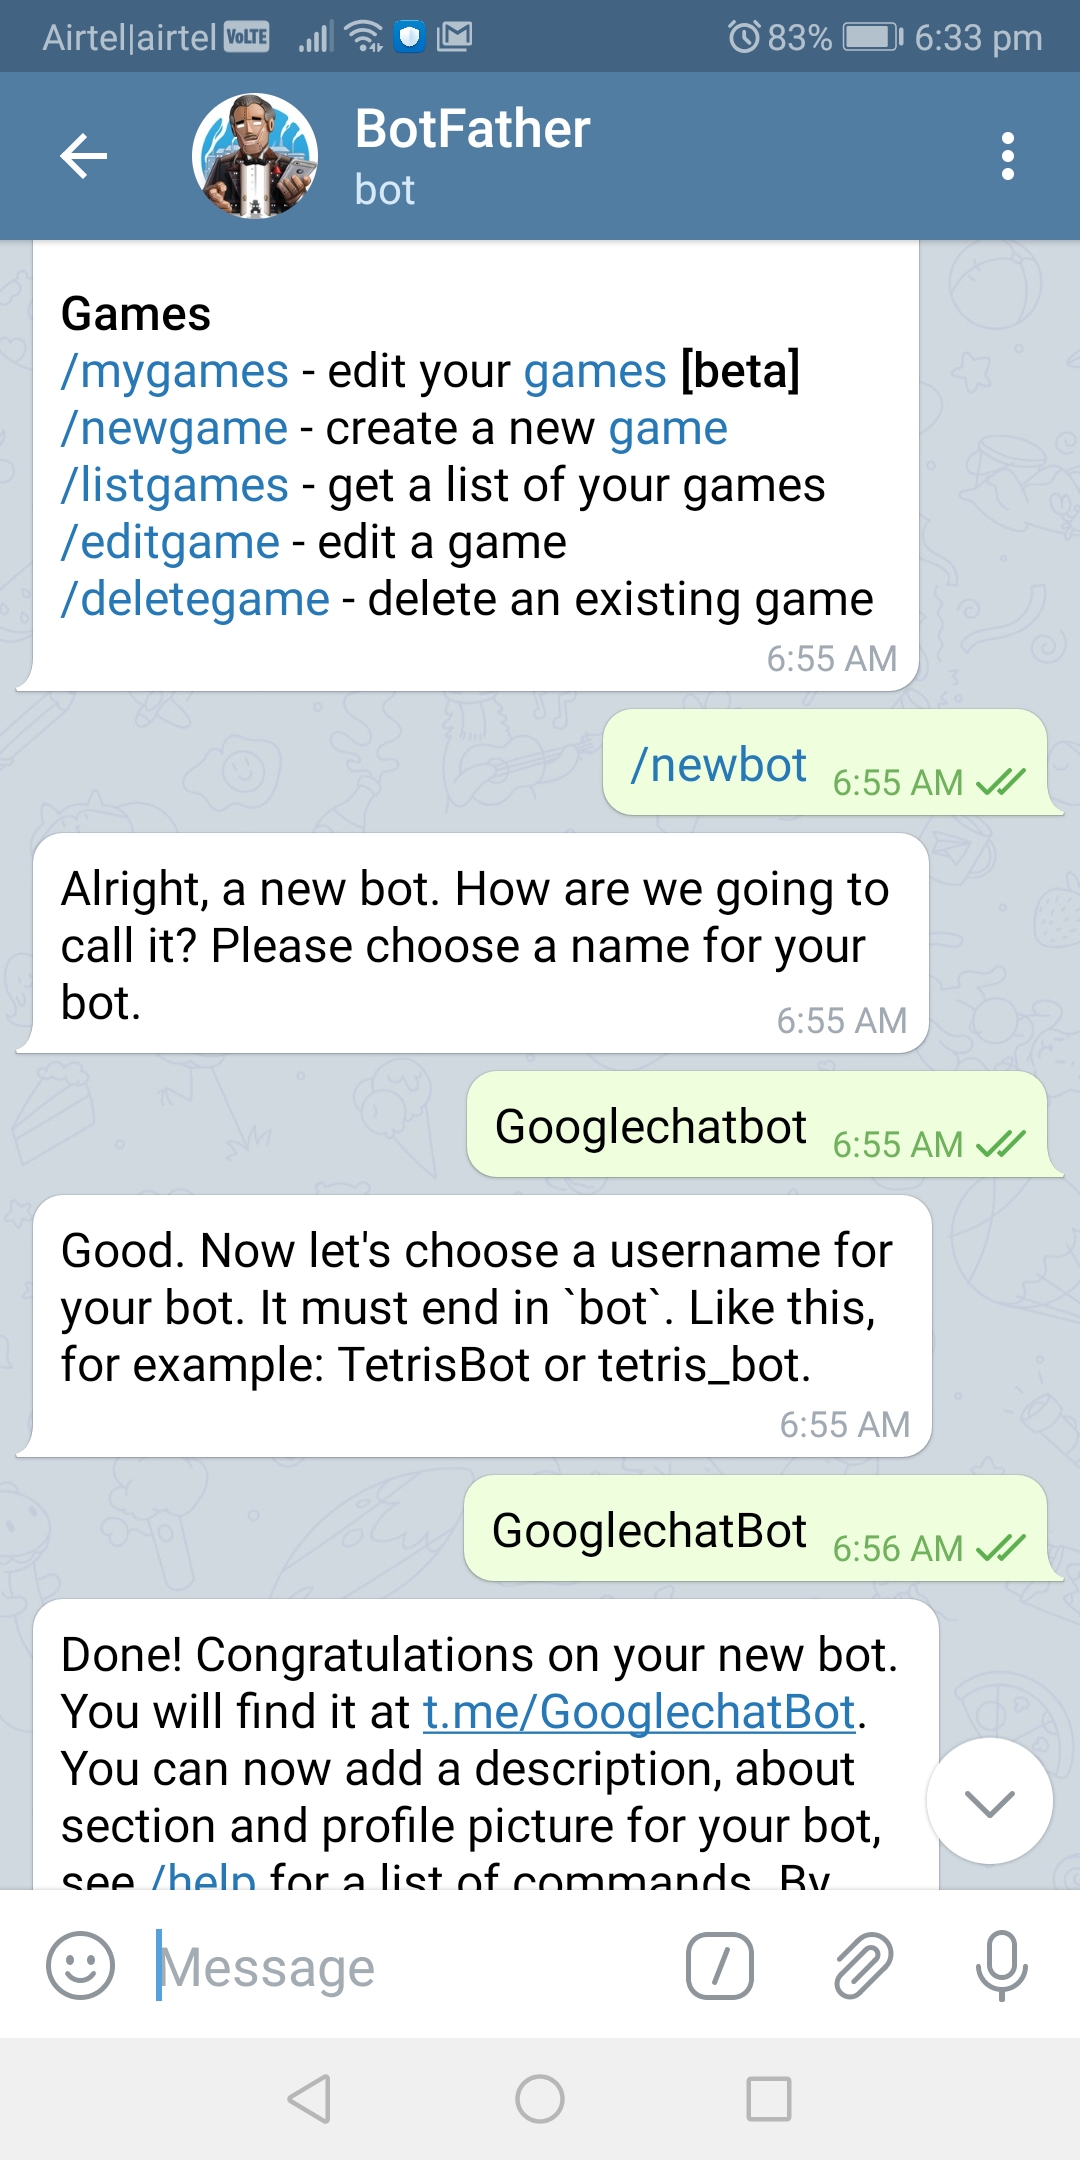 Airtel|airtel VoLTE 83% 6:33 pm
BotFather
bot
Games
/mygames - edit your games [beta]
/newgame - create a new game
/listgames - get a list of your games
/editgame - edit a game
/deletegame - delete an existing game
6:55 AM
/newbot 6:55 AM
Alright, a new bot. How are we going to
call it? Please choose a name for your
bot.
6:55 AM
Googlechatbot 6:55 AM
Good. Now let's choose a username for
your bot. It must end in `bot`. Like this,
for example: TetrisBot or tetris_bot.
6:55 AM
GooglechatBot 6:56 AM
Done! Congratulations on your new bot.
You will find it at t.me/GooglechatBot.
You can now add a description, about
section and profile picture for your bot,
see /help for a list of commands. By
Message